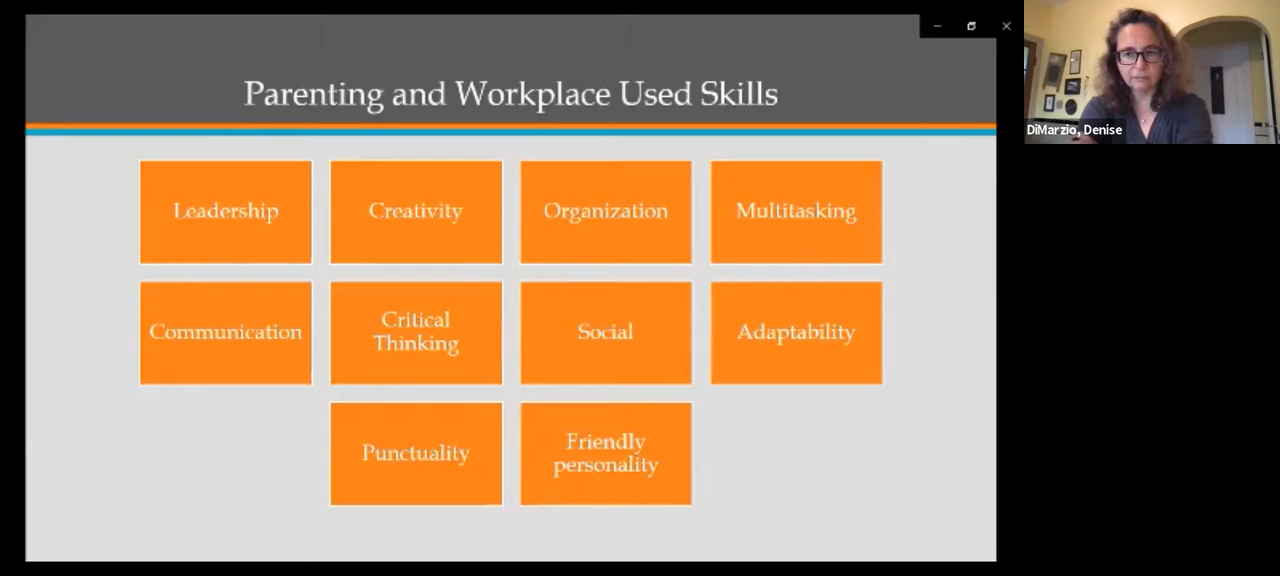 Parenting and Workplace Used Skills
Leadership
Creativity
Organization
Multitasking
Communication
Critical
Thinking
Social
Adaptability
Punctuality
Friendly
personality
DiMarzio, Denise